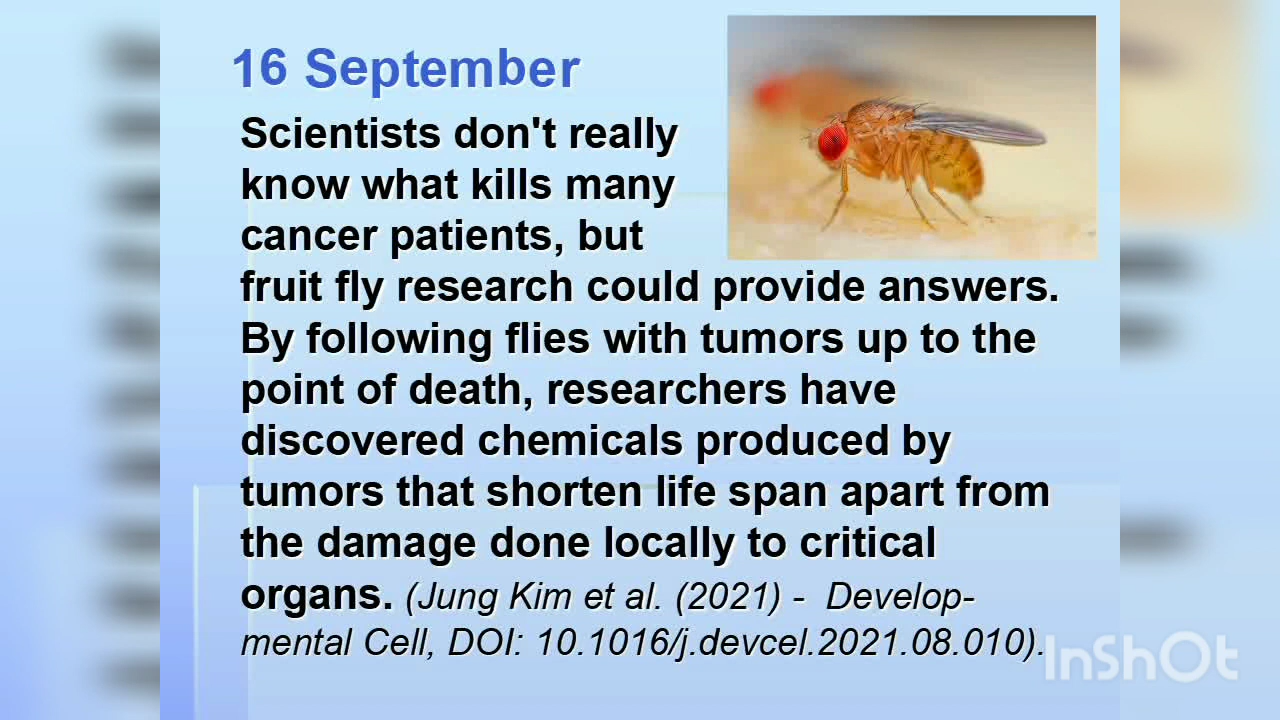 16 September
Scientists don't really
know what kills many
cancer patients, but
fruit fly research could provide answers.
By following flies with tumors up to the
point of death, researchers have
discovered chemicals produced by
tumors that shorten life span apart from
the damage done locally to critical
organs. (Jung Kim et al. (2021) - Develop-
mental Cell, DOI: 10.1016/j.devcel.2021.08.010).
InShOt